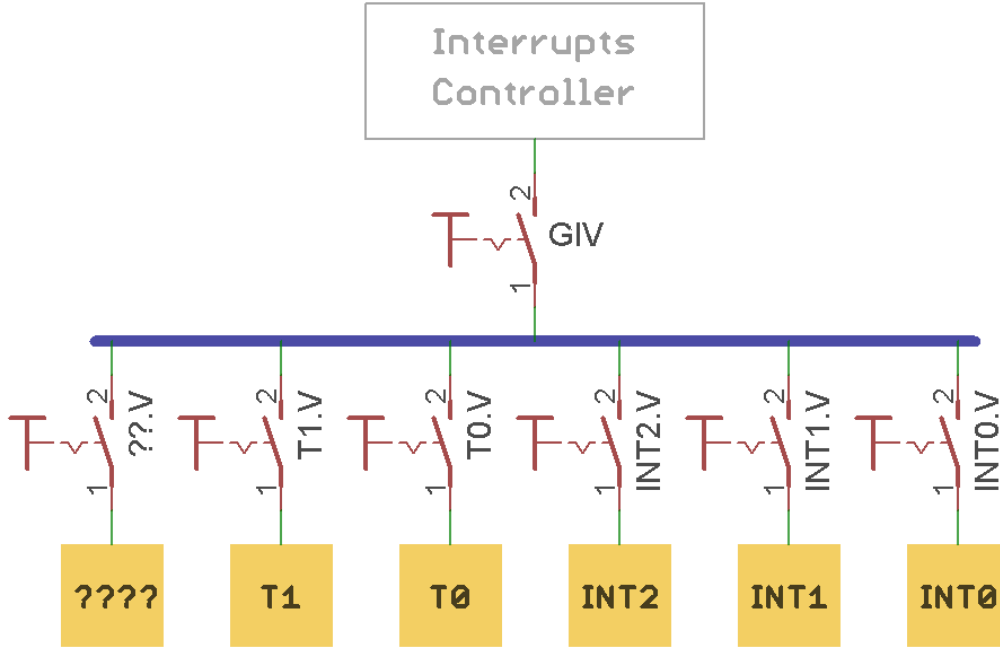 Interrupts
Controller
2
GIV
1
2
??.V
1
2
T1.V
1
2
T0.V
1
2
INT2.V
1
2
INT1.V
1
2
INT0.V
1
????
T1
T0
INT2
INT1
INT0